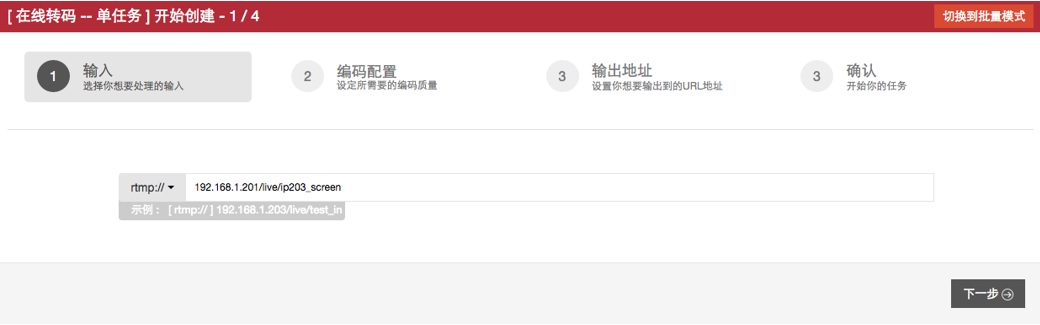 [ 在线转码 -- 单任务 ] 开始创建 - 1 / 4
切换到批量模式
1
输入
选择你想要处理的输入
2
编码配置
设定所需要的编码质量
3
输出地址
设置你想要输出到的URL地址
3
确认
开始你的任务
rtmp://
192.168.1.201/live/ip203_screen
示例： [ rtmp:// ] 192.168.1.203/live/test_in
下一步